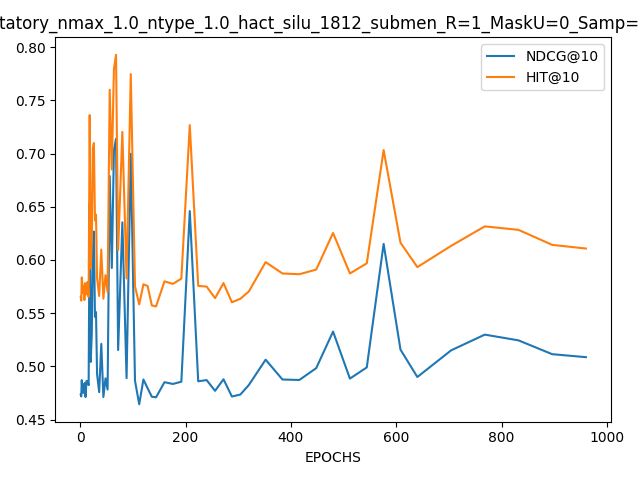 tatory_nmax_1.0_ntype_1.0_hact_silu_1812_submen_R=1_MaskU=0_Samp=
NDCG@10
HIT@10
0.80
0.75
0.70
0.65
0.60
0.55
0.50
0.45
0 200 400 600 800 1000
EPOCHS